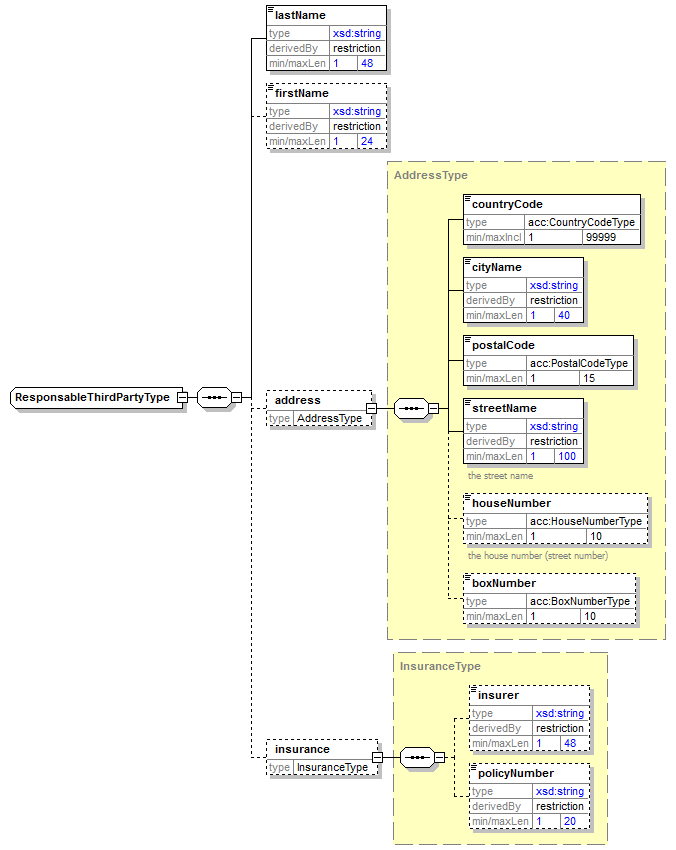 lastName
type xsd:string
derivedBy restriction
min/maxLen 1 48
firstName
type xsd:string
derivedBy restriction
min/maxLen 1 24
ResponsableThirdPartyType
address
type AddressType
AddressType
countryCode
type acc:CountryCodeType
min/maxIncl 1 99999
cityName
type xsd:string
derivedBy restriction
min/maxLen 1 40
postalCode
type acc:PostalCodeType
min/maxLen 1 15
streetName
type xsd:string
derivedBy restriction
min/maxLen 1 100
the street name
houseNumber
type acc:HouseNumberType
min/maxLen 1 10
the house number (street number)
boxNumber
type acc:BoxNumberType
min/maxLen 1 10
insurance
type InsuranceType
InsuranceType
insurer
type xsd:string
derivedBy restriction
min/maxLen 1 48
policyNumber
type xsd:string
derivedBy restriction
min/maxLen 1 20